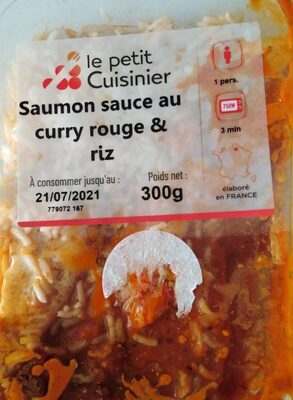 le petit
Cuisinier
Saumon sauce au
curry rouge &
riz
1 pers.
750W
3 min
À consommer jusqu'au :
Poids net :
21/07/2021
300g
779072 167
élaboré
en FRANCE